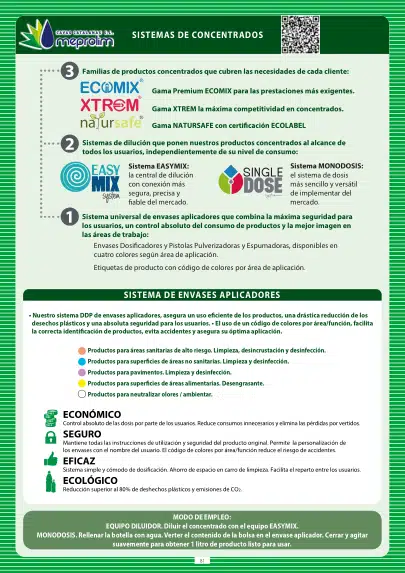 CUTAS CATALANAS S.L.
meprolim
SISTEMAS DE CONCENTRADOS
3 Familias de productos concentrados que cubren las necesidades de cada cliente:
ECOMIX®
Gama Premium ECOMIX para las prestaciones más exigentes.
XTREM®
Gama XTREM la máxima competitividad en concentrados.
natursafe®
Gama NATURSAFE con certificación ECOLABEL
2 Sistemas de dilución que ponen nuestros productos concentrados al alcance de
todos los usuarios, independientemente de su nivel de consumo:
EASY
MIX
system
Sistema EASYMIX:
la central de dilución
con conexión más
segura, precisa y
fiable del mercado.
SINGLE
DOSE
Sistema MONODOSIS:
el sistema de dosis
más sencillo y versátil
de implementar del
mercado.
1 Sistema universal de envases aplicadores que combina la máxima seguridad para
los usuarios, un control absoluto del consumo de productos y la mejor imagen en
las áreas de trabajo:
Envases Dosificadores y Pistolas Pulverizadoras y Espumadoras, disponibles en
cuatro colores según área de aplicación.
Etiquetas de producto con código de colores por área de aplicación.
SISTEMA DE ENVASES APLICADORES
• Nuestro sistema DDP de envases aplicadores, asegura un uso eficiente de los productos, una drástica reducción de los
desechos plásticos y una absoluta seguridad para los usuarios. • El uso de un código de colores por área/función, facilita
la correcta identificación de productos, evita accidentes y asegura su óptima aplicación.
Productos para áreas sanitarias de alto riesgo. Limpieza, desincrustación y desinfección.
Productos para superficies de áreas no sanitarias. Limpieza y desinfección.
Productos para pavimentos. Limpieza y desinfección.
Productos para superficies de áreas alimentarias. Desengrasante.
Productos para neutralizar olores / ambientar.
ECONÓMICO
Control absoluto de las dosis por parte de los usuarios. Reduce consumos innecesarios y elimina las pérdidas por vertidos.
SEGURO
Mantiene todas las instrucciones de utilización y seguridad del producto original. Permite la personalización de
los envases con el nombre del usuario. El código de colores por área/función reduce el riesgo de accidentes.
EFICAZ
Sistema simple y cómodo de dosificación. Ahorro de espacio en carro de limpieza. Facilita el reparto entre los usuarios.
ECOLÓGICO
Reducción superior al 80% de deshechos plásticos y emisiones de CO₂.
MODO DE EMPLEO:
EQUIPO DILUIDOR. Diluir el concentrado con el equipo EASYMIX.
MONODOSIS. Rellenar la botella con agua. Verter el contenido de la bolsa en el envase aplicador. Cerrar y agitar
suavemente para obtener 1 litro de producto listo para usar.